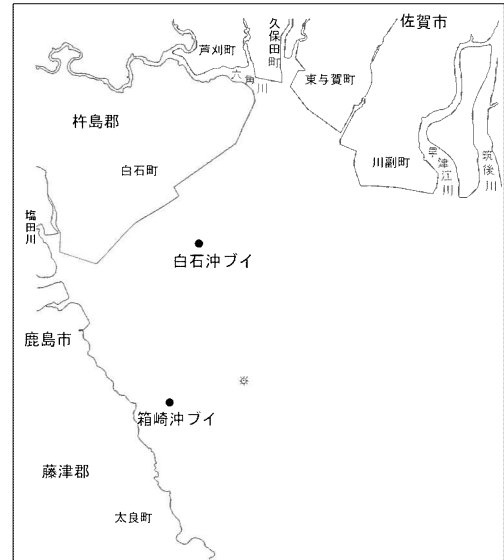 佐賀市
久保田町
芦刈町
六角川
東与賀町
杵島郡
川副町
早津江川
筑後川
白石町
塩田川
白石沖ブイ
鹿島市
箱崎沖ブイ
藤津郡
太良町